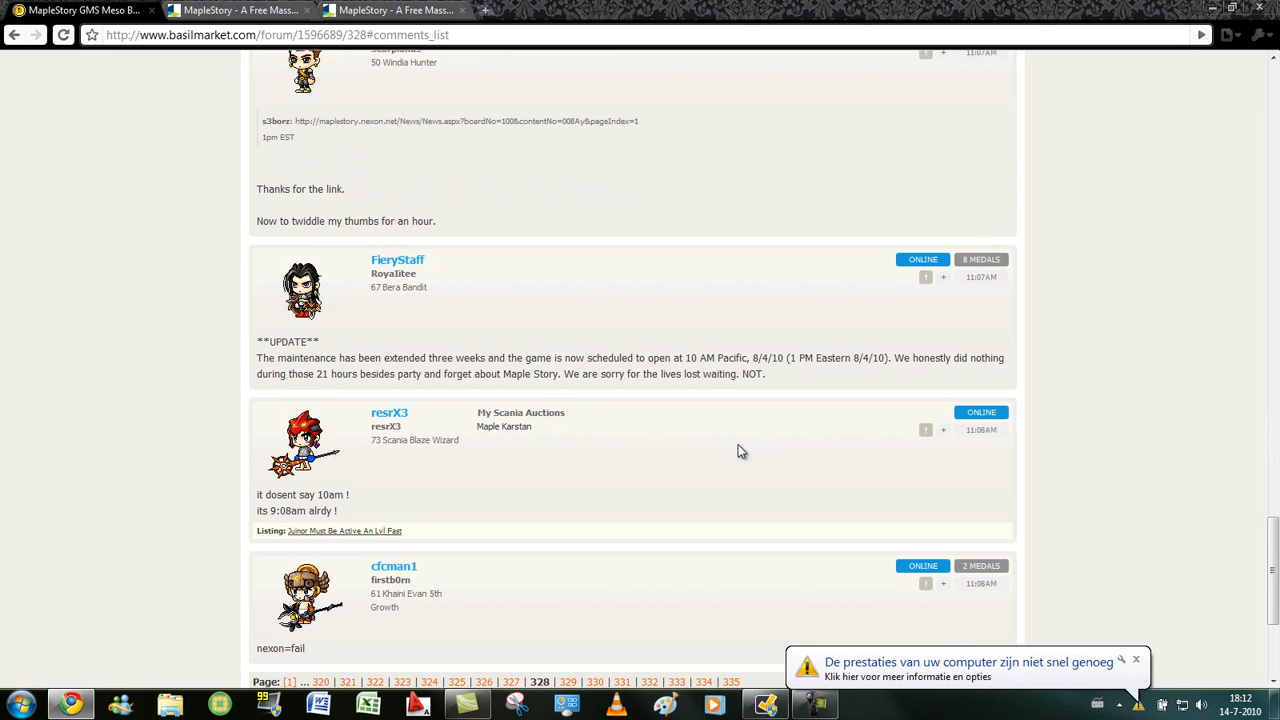 MapleStory GMS Meso B...
MapleStory - A Free Mass...
MapleStory - A Free Mass...
http://www.basilmarket.com/forum/1596689/328#comments_list
50 Windia Hunter
11:07AM
s3borz: http://maplestory.nexon.net/News/News.aspx?boardNo=100&contentNo=008Ay&pageIndex=1
1pm EST
Thanks for the link.
Now to twiddle my thumbs for an hour.
FieryStaff
RoyaIitee
67 Bera Bandit
ONLINE
8 MEDALS
! + 11:07AM
**UPDATE**
The maintenance has been extended three weeks and the game is now scheduled to open at 10 AM Pacific, 8/4/10 (1 PM Eastern 8/4/10). We honestly did nothing
during those 21 hours besides party and forget about Maple Story. We are sorry for the lives lost waiting. NOT.
resrX3
resrX3
73 Scania Blaze Wizard
My Scania Auctions
Maple Karstan
ONLINE
! + 11:08AM
it dosent say 10am !
its 9:08am alrdy !
Listing: Juinor Must Be Active An Lvl Fast
cfcman1
firstb0rn
61 Khaini Evan 5th
Growth
ONLINE
2 MEDALS
! + 11:08AM
nexon=fail
Page: [1] ... 320 | 321 | 322 | 323 | 324 | 325 | 326 | 327 | 328 | 329 | 330 | 331 | 332 | 333 | 334 | 335
De prestaties van uw computer zijn niet snel genoeg
Klik hier voor meer informatie en opties
99
18:12
14-7-2010